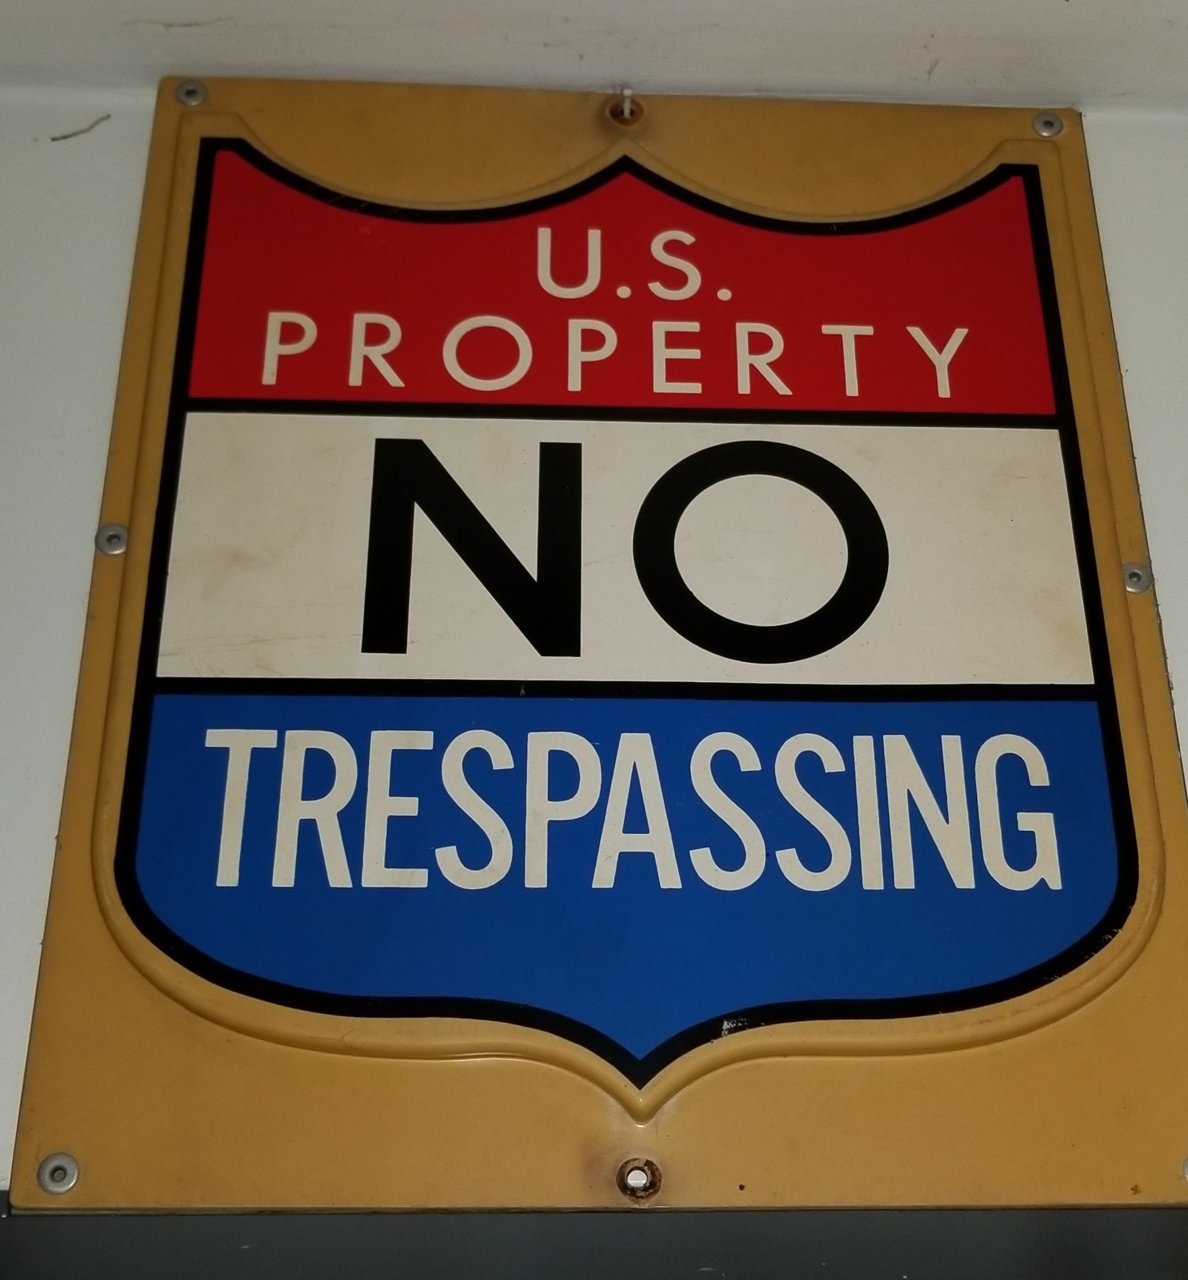 U.S.
PROPERTY
NO
TRESPASSING